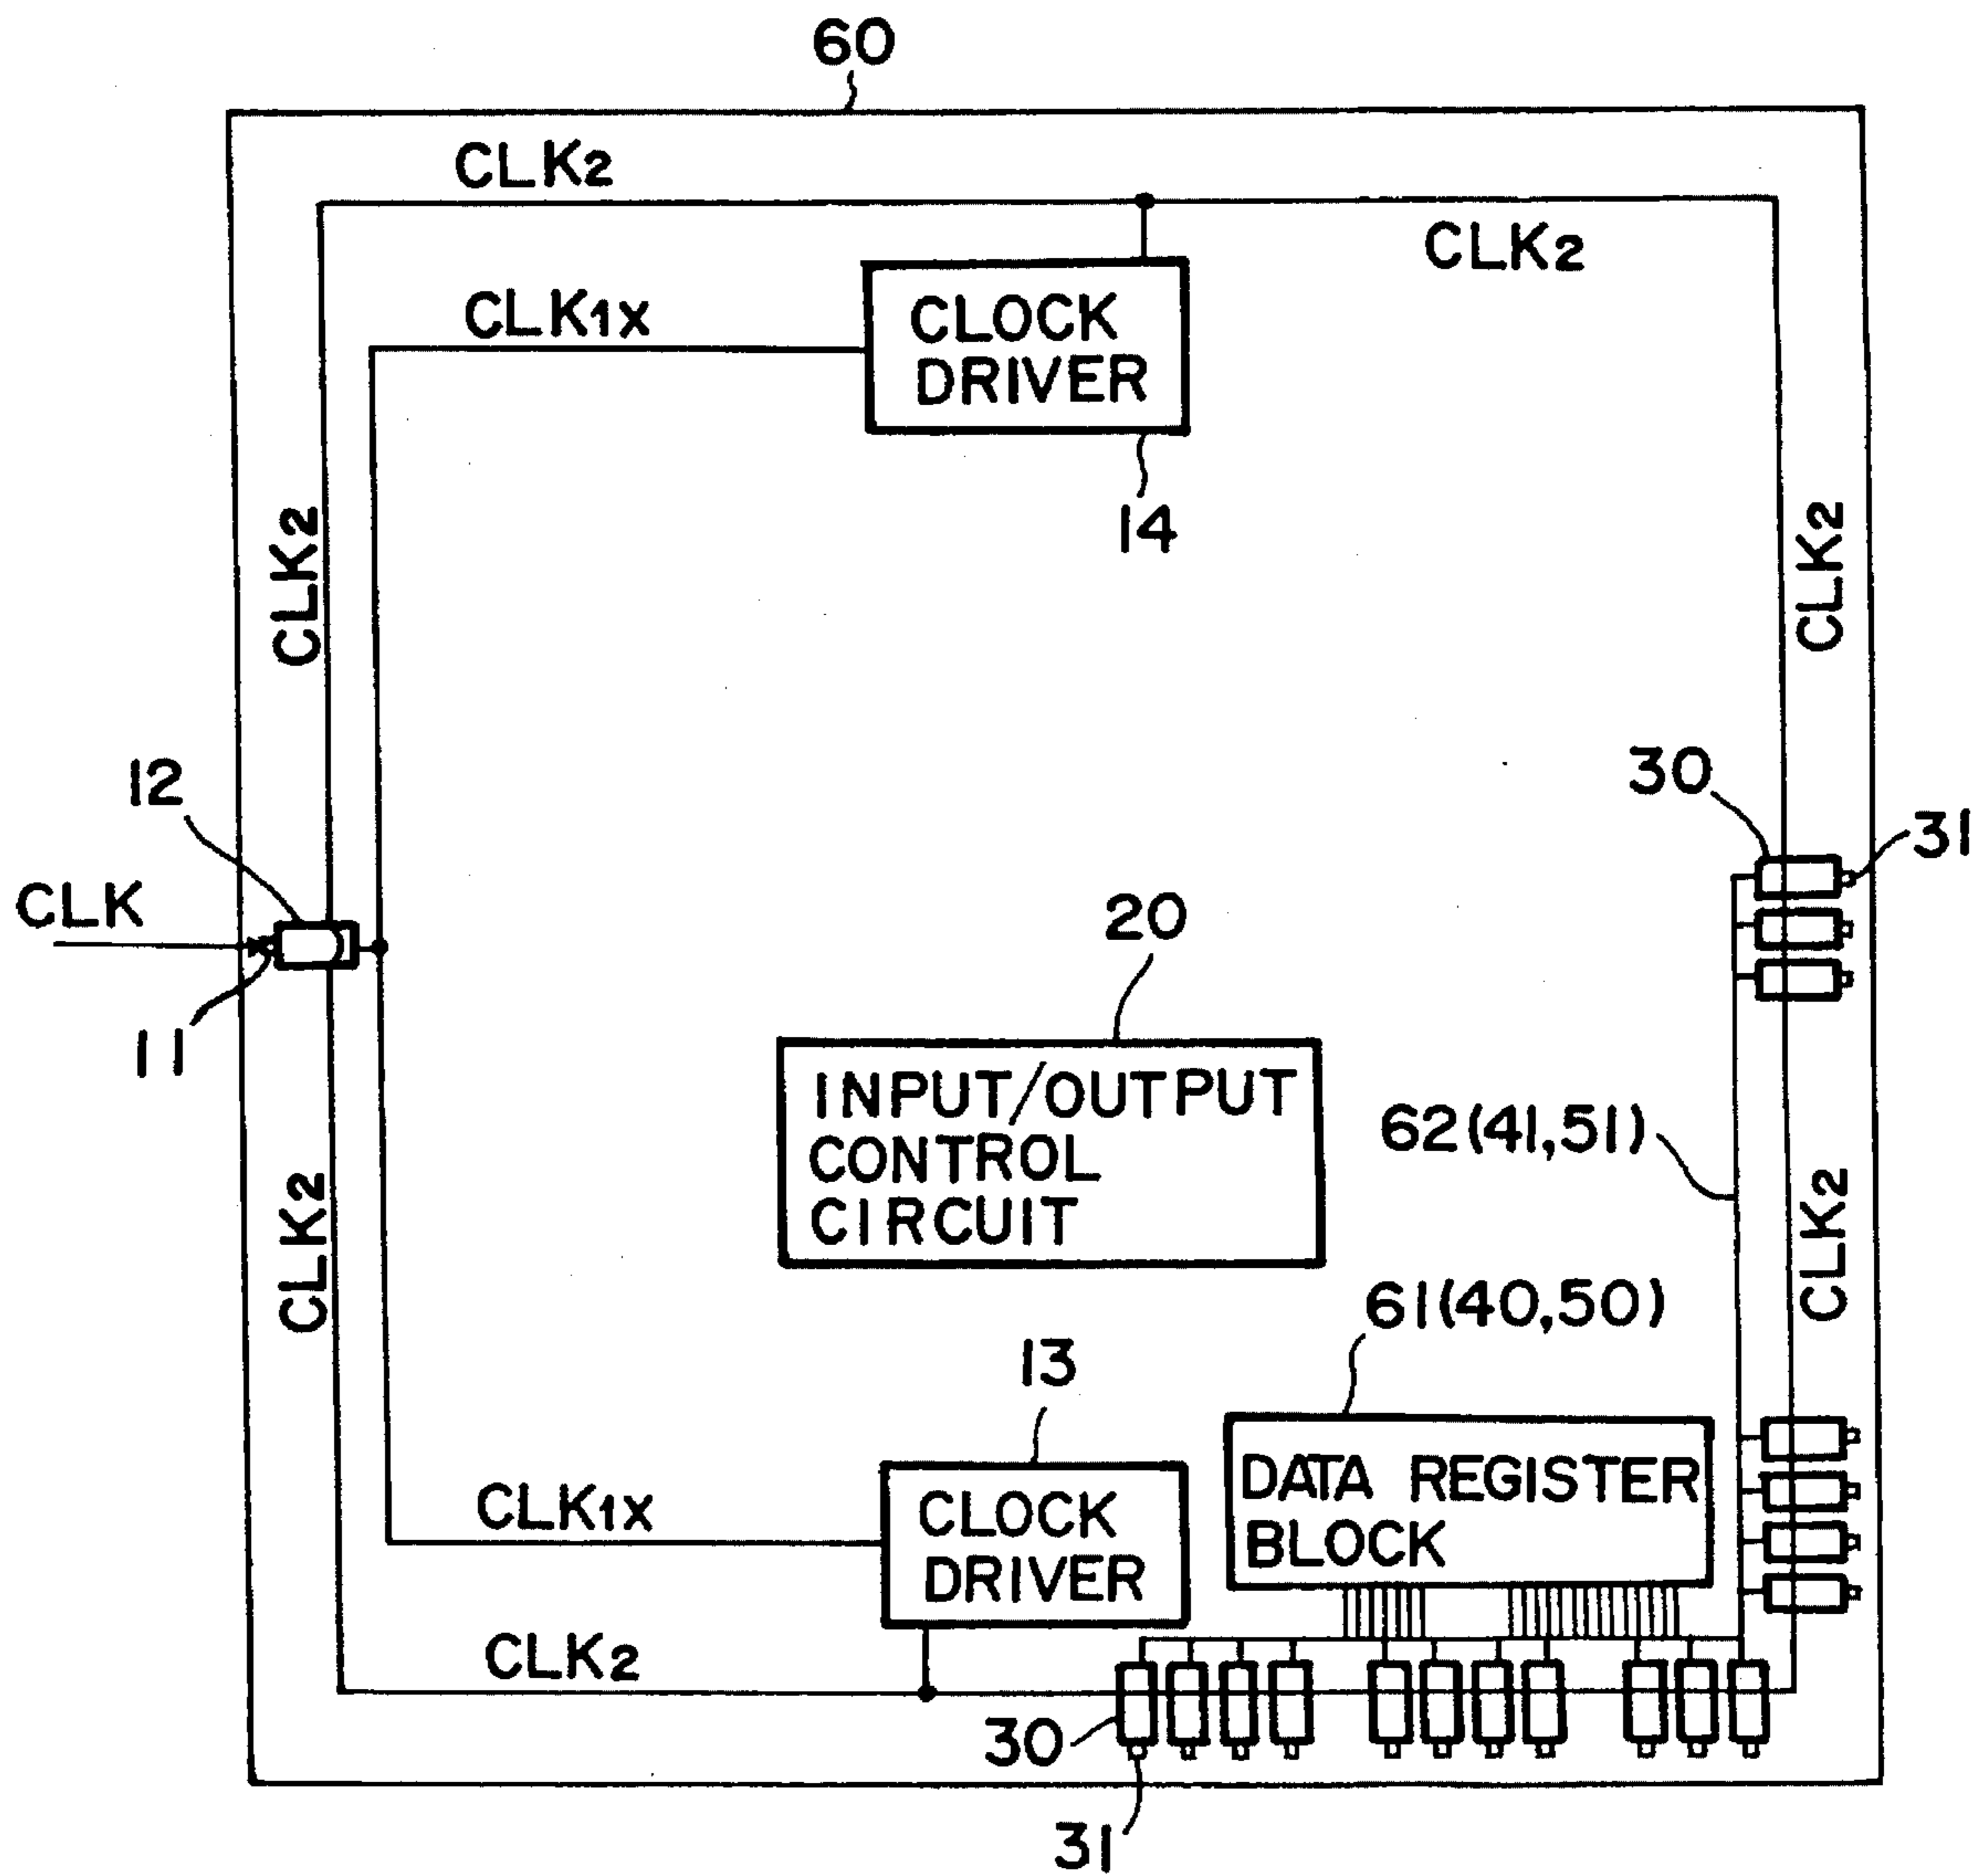 60
CLK2
CLK2
CLK1X
CLOCK
DRIVER
14
CLK2
CLK2
12
30
31
CLK
20
11
INPUT/OUTPUT
CONTROL
CIRCUIT
62(41,51)
CLK2
CLK2
61(40,50)
13
DATA REGISTER
BLOCK
CLK1X
CLOCK
DRIVER
CLK2
30
31